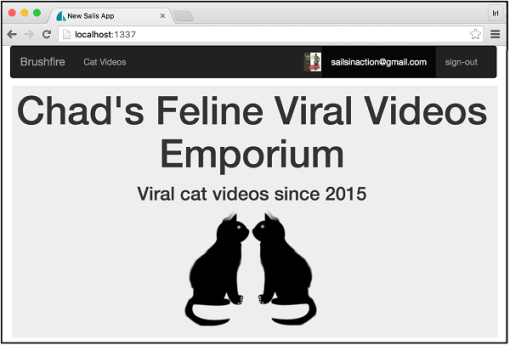 New Sails App
Irl
localhost:1337
Brushfire Cat Videos sailsinaction@gmail.com sign-out
Chad's Feline Viral Videos
Emporium
Viral cat videos since 2015